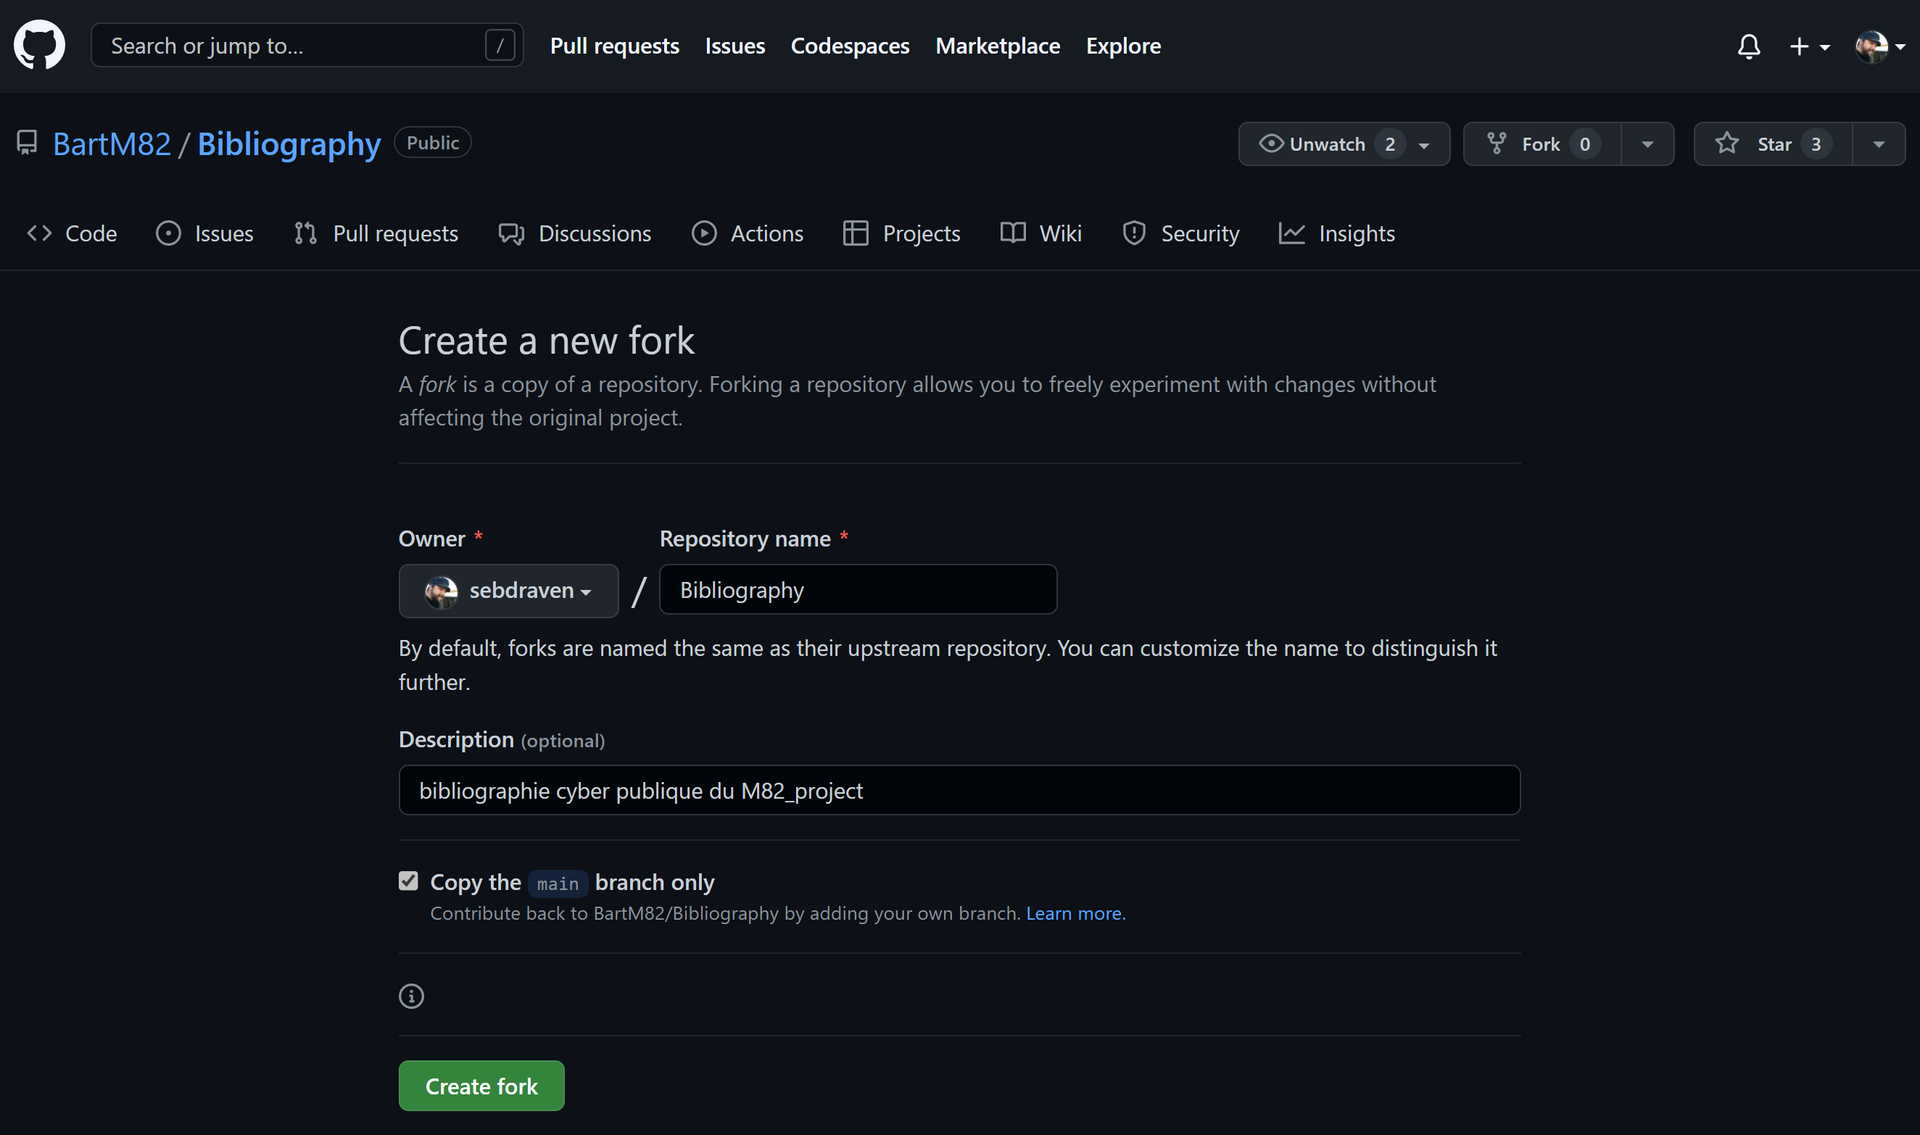 Search or jump to... / Pull requests Issues Codespaces Marketplace Explore
BartM82 / Bibliography Public Unwatch 2 Fork 0 Star 3
Code Issues Pull requests Discussions Actions Projects Wiki Security Insights
Create a new fork
A fork is a copy of a repository. Forking a repository allows you to freely experiment with changes without
affecting the original project.
Owner * Repository name *
sebdraven / Bibliography
By default, forks are named the same as their upstream repository. You can customize the name to distinguish it
further.
Description (optional)
bibliographie cyber publique du M82_project
Copy the main branch only
Contribute back to BartM82/Bibliography by adding your own branch. Learn more.
Create fork